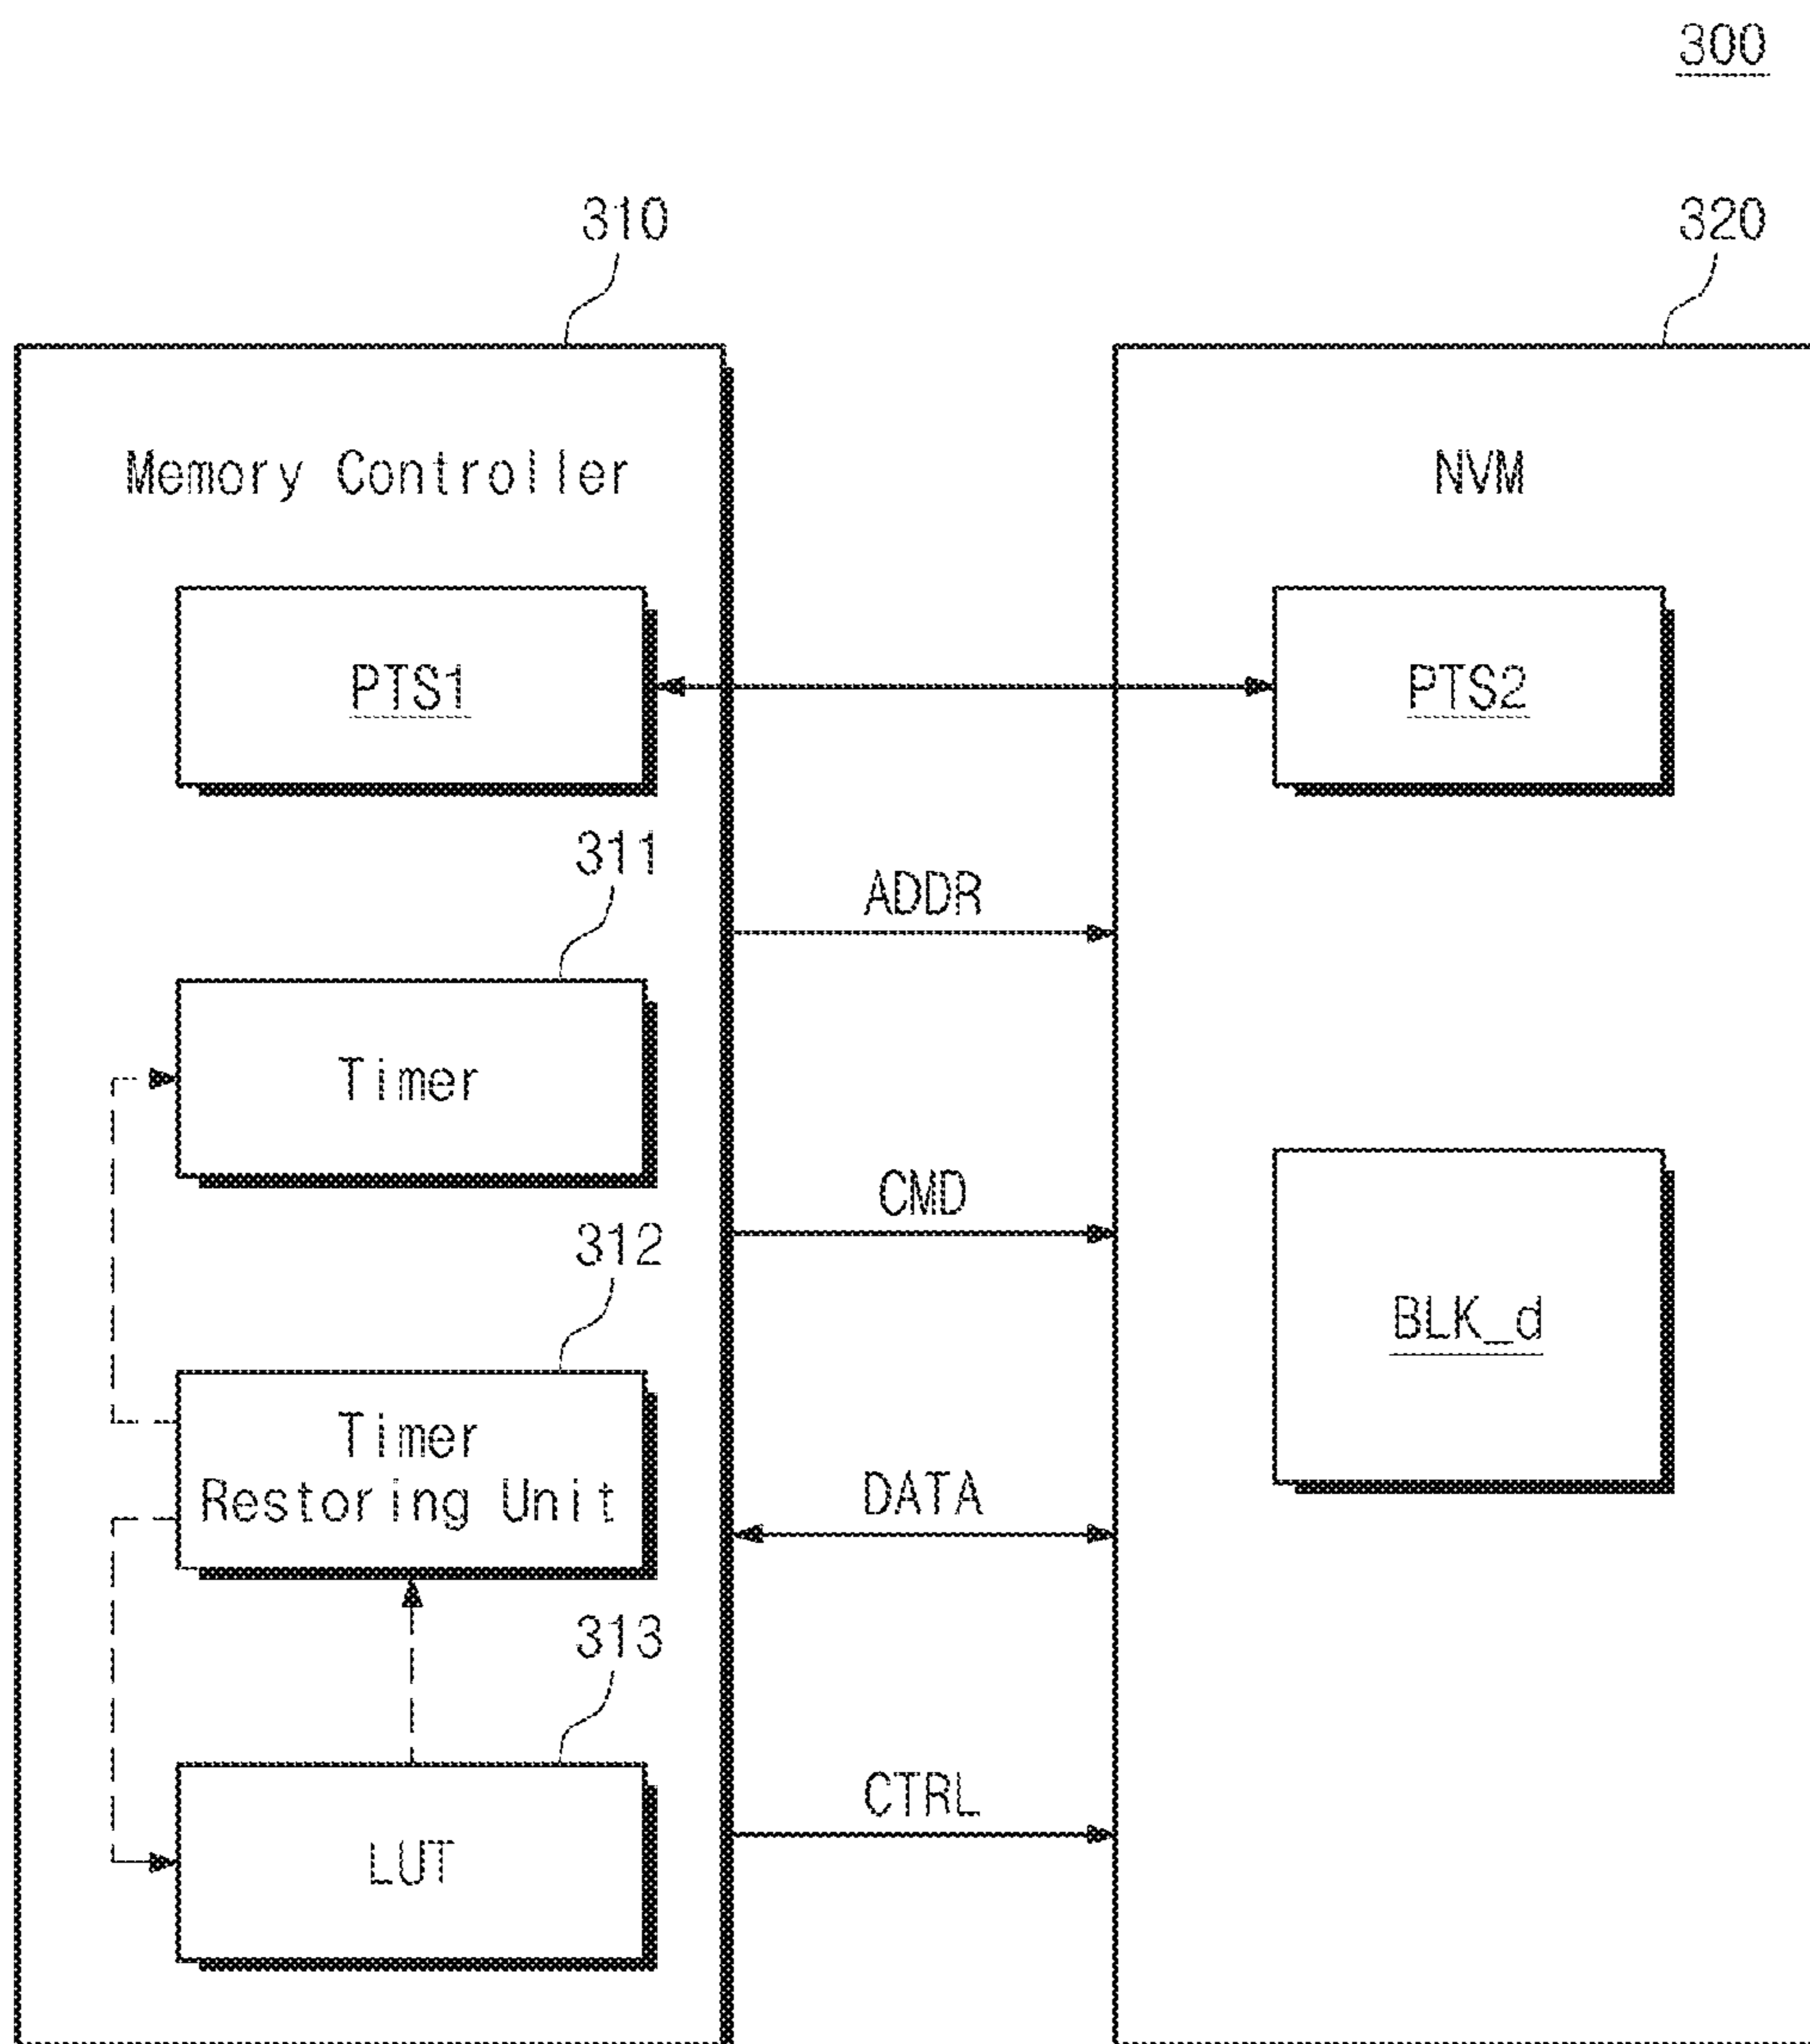 300
310
320
Memory Controller
NVM
PTS1
PTS2
311
ADDR
Timer
CMD
312
BLK_d
Timer
Restoring Unit
DATA
313
CTRL
LUT